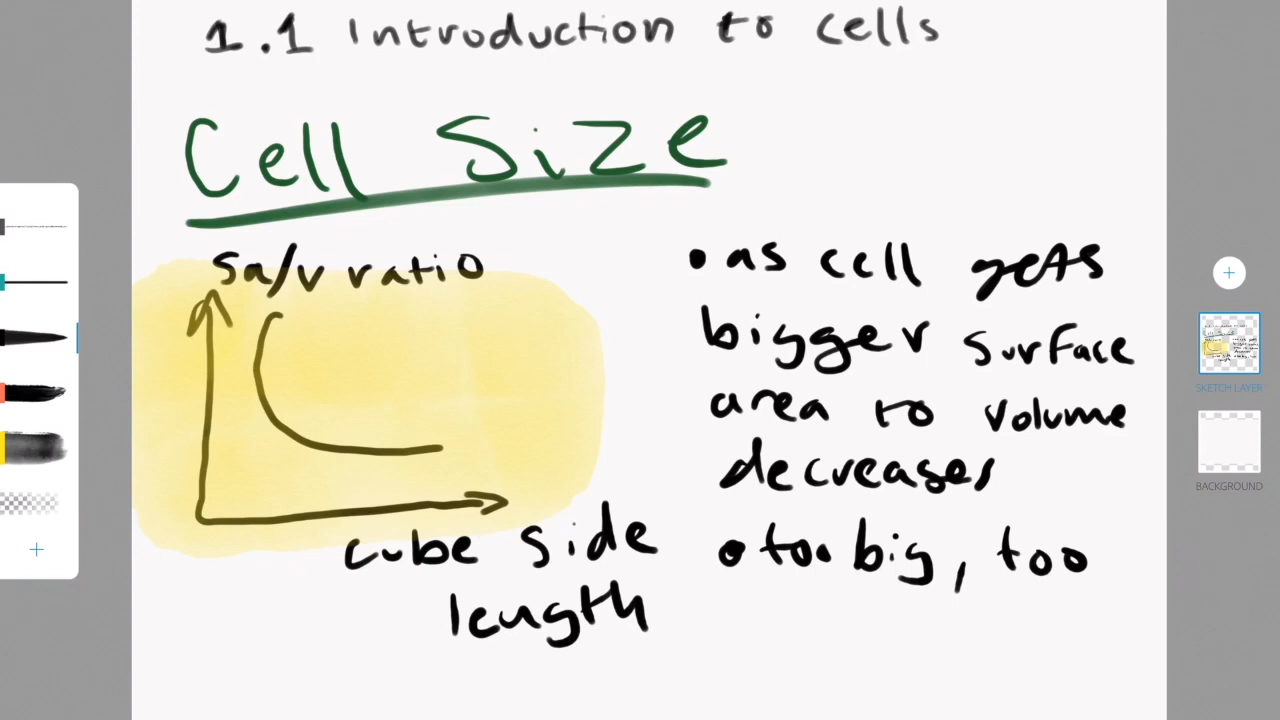 1.1 Introduction to cells
Cell Size
sa/v ratio
cube side
length
• as cell gets
bigger surface
area to volume
decreases
• too big, too
SKETCH LAYER
BACKGROUND